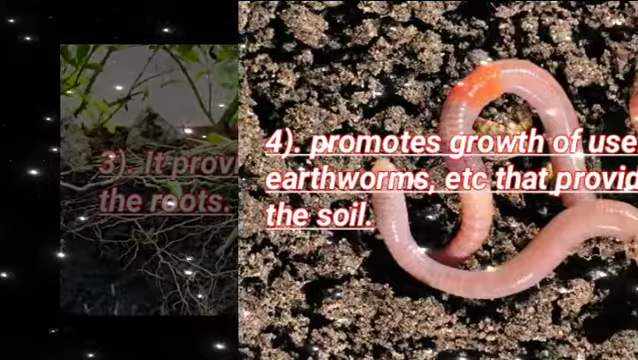 3). It provi
the roots.
4). promotes growth of use
earthworms, etc that provid
the soil.